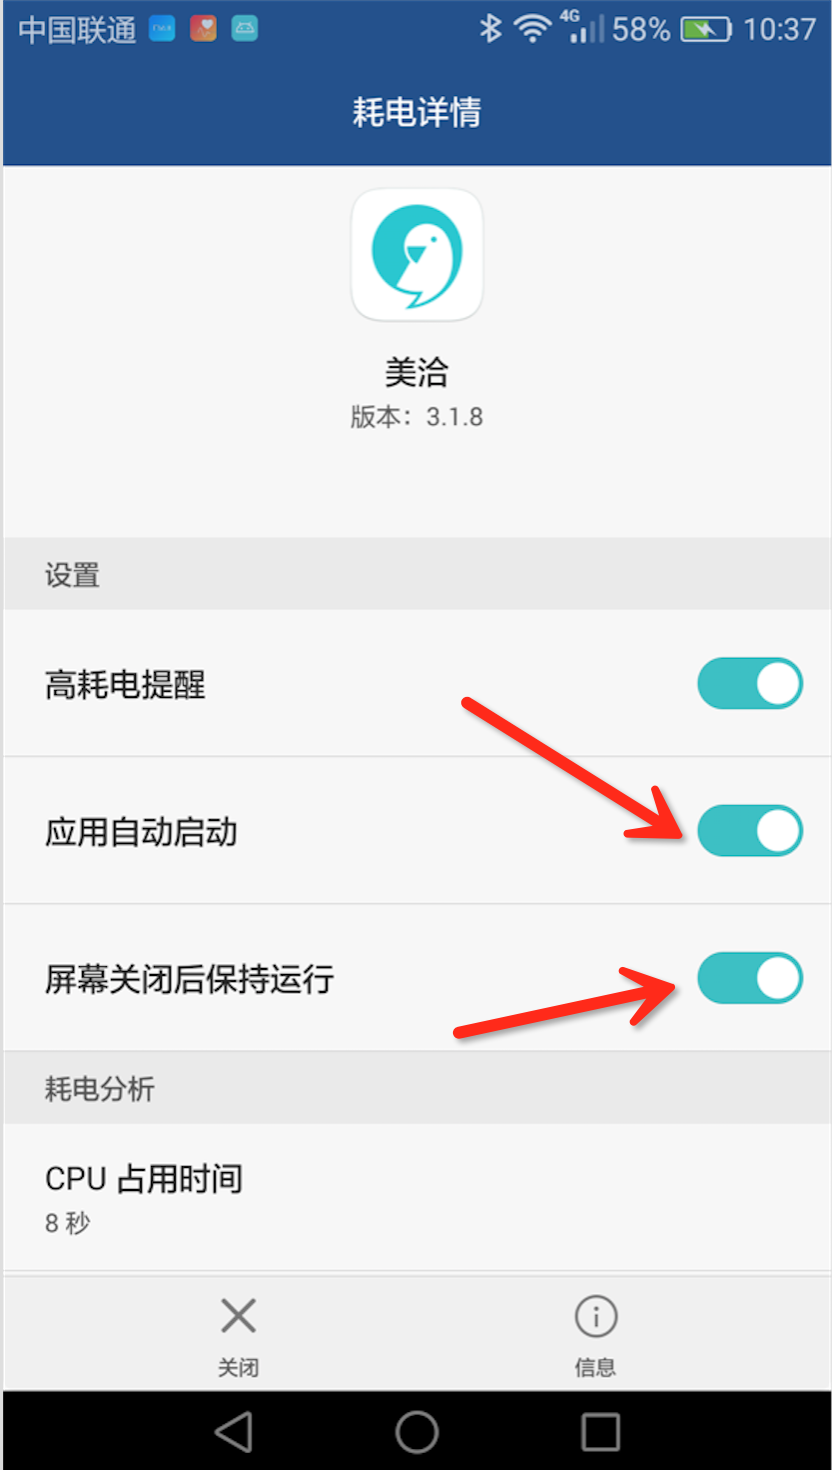 中国联通
4G
58%
10:37
耗电详情
美洽
版本：3.1.8
设置
高耗电提醒
应用自动启动
屏幕关闭后保持运行
耗电分析
CPU 占用时间
8 秒
关闭
信息